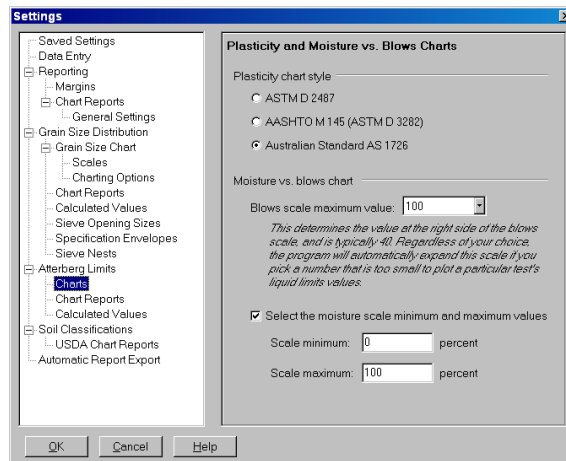 Settings
Saved Settings
Data Entry
Reporting
Margins
Chart Reports
General Settings
Grain Size Distribution
Grain Size Chart
Scales
Charting Options
Chart Reports
Calculated Values
Sieve Opening Sizes
Specification Envelopes
Sieve Nests
Atterberg Limits
Charts
Chart Reports
Calculated Values
Soil Classifications
USDA Chart Reports
Automatic Report Export
Plasticity and Moisture vs. Blows Charts
Plasticity chart style
ASTM D 2487
AASHTO M 145 (ASTM D 3282)
Australian Standard AS 1726
Moisture vs. blows chart
Blows scale maximum value: 100
This determines the value at the right side of the blows
scale, and is typically 40. Regardless of your choice,
the program will automatically expand this scale if you
pick a number that is too small to plot a particular test's
liquid limits values.
Select the moisture scale minimum and maximum values
Scale minimum: 0 percent
Scale maximum: 100 percent
OK Cancel Help